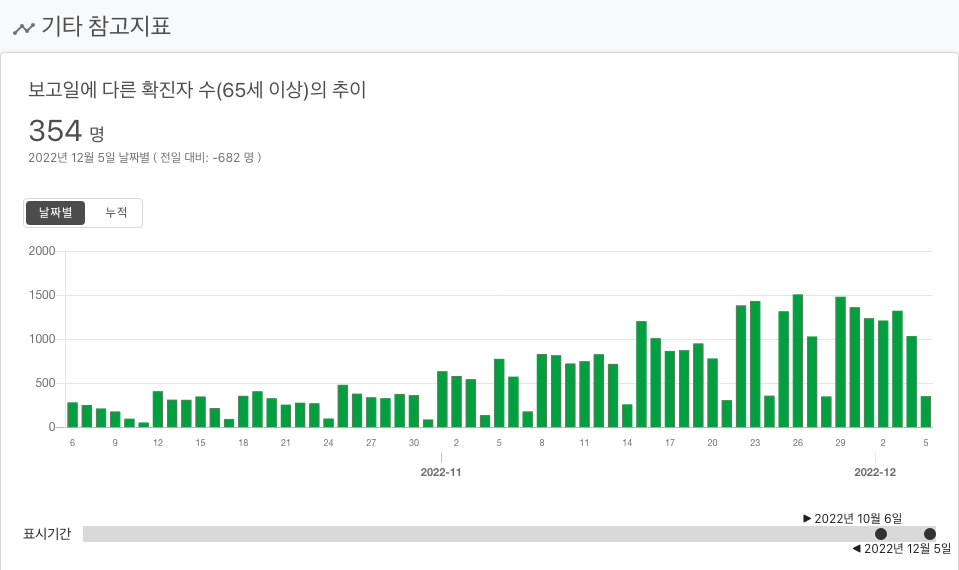 기타 참고지표
보고일에 다른 확진자 수(65세 이상)의 추이
354 명
2022년 12월 5일 날짜별 ( 전일 대비: -682 명 )
날짜별 누적
2000
1500
1000
500
0
6 9 12 15 18 21 24 27 30 2 5 8 11 14 17 20 23 26 29 2 5
2022-11 2022-12
▶ 2022년 10월 6일
표시기간
◀ 2022년 12월 5일